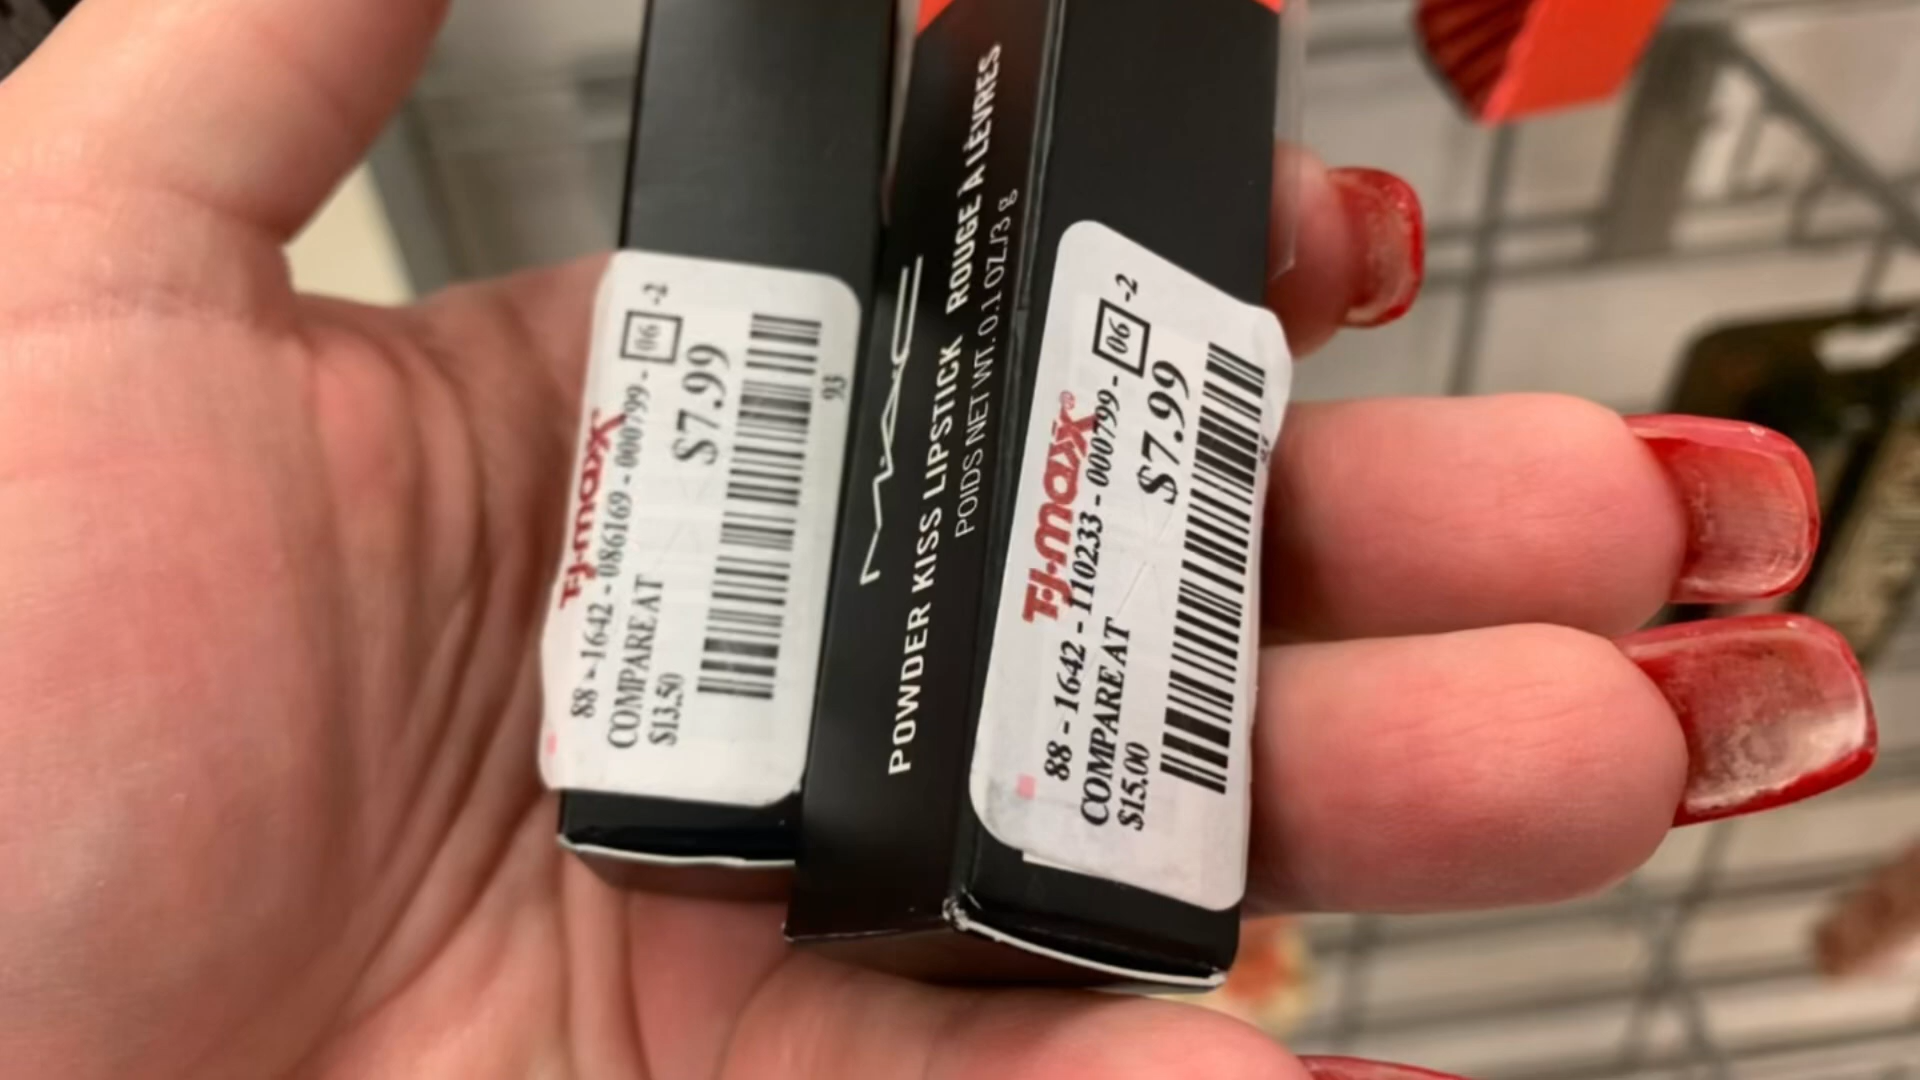 T·J·maxx
88 - 1642 - 086169 - 000799 - 06 -2
$7.99
COMPARE AT
$13.50
93
MAC
POWDER KISS LIPSTICK ROUGE À LÈVRES
POIDS NET WT. 0.1 OZ/3 g
T·J·maxx®
88 - 1642 - 110233 - 000799 - 06 -2
$7.99
COMPARE AT
$15.00